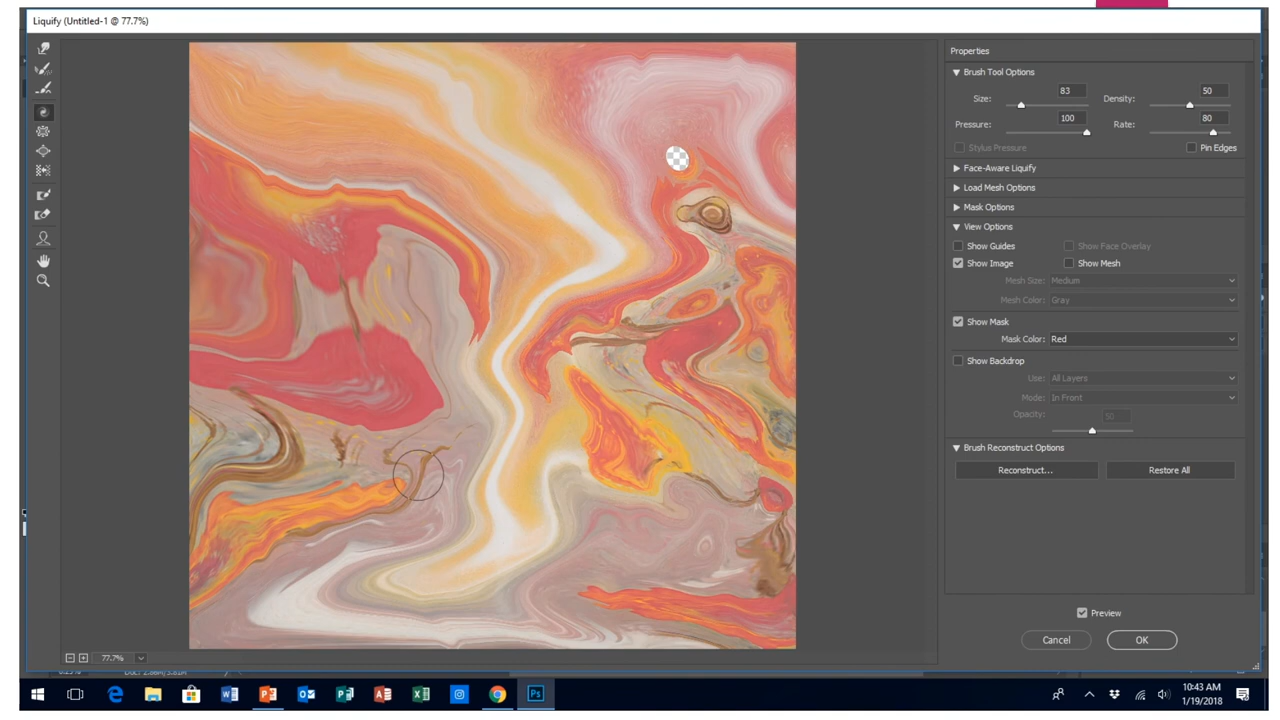 Liquify (Untitled-1 @ 77.7%)
Properties
Brush Tool Options
Size: 83 Density: 50
Pressure: 100 Rate: 80
Stylus Pressure Pin Edges
Face-Aware Liquify
Load Mesh Options
Mask Options
View Options
Show Guides Show Face Overlay
Show Image Show Mesh
Mesh Size: Medium
Mesh Color: Gray
Show Mask
Mask Color: Red
Show Backdrop
Use: All Layers
Mode: In Front
Opacity: 50
Brush Reconstruct Options
Reconstruct... Restore All
Preview
Cancel OK
77.7%
10:43 AM
1/19/2018